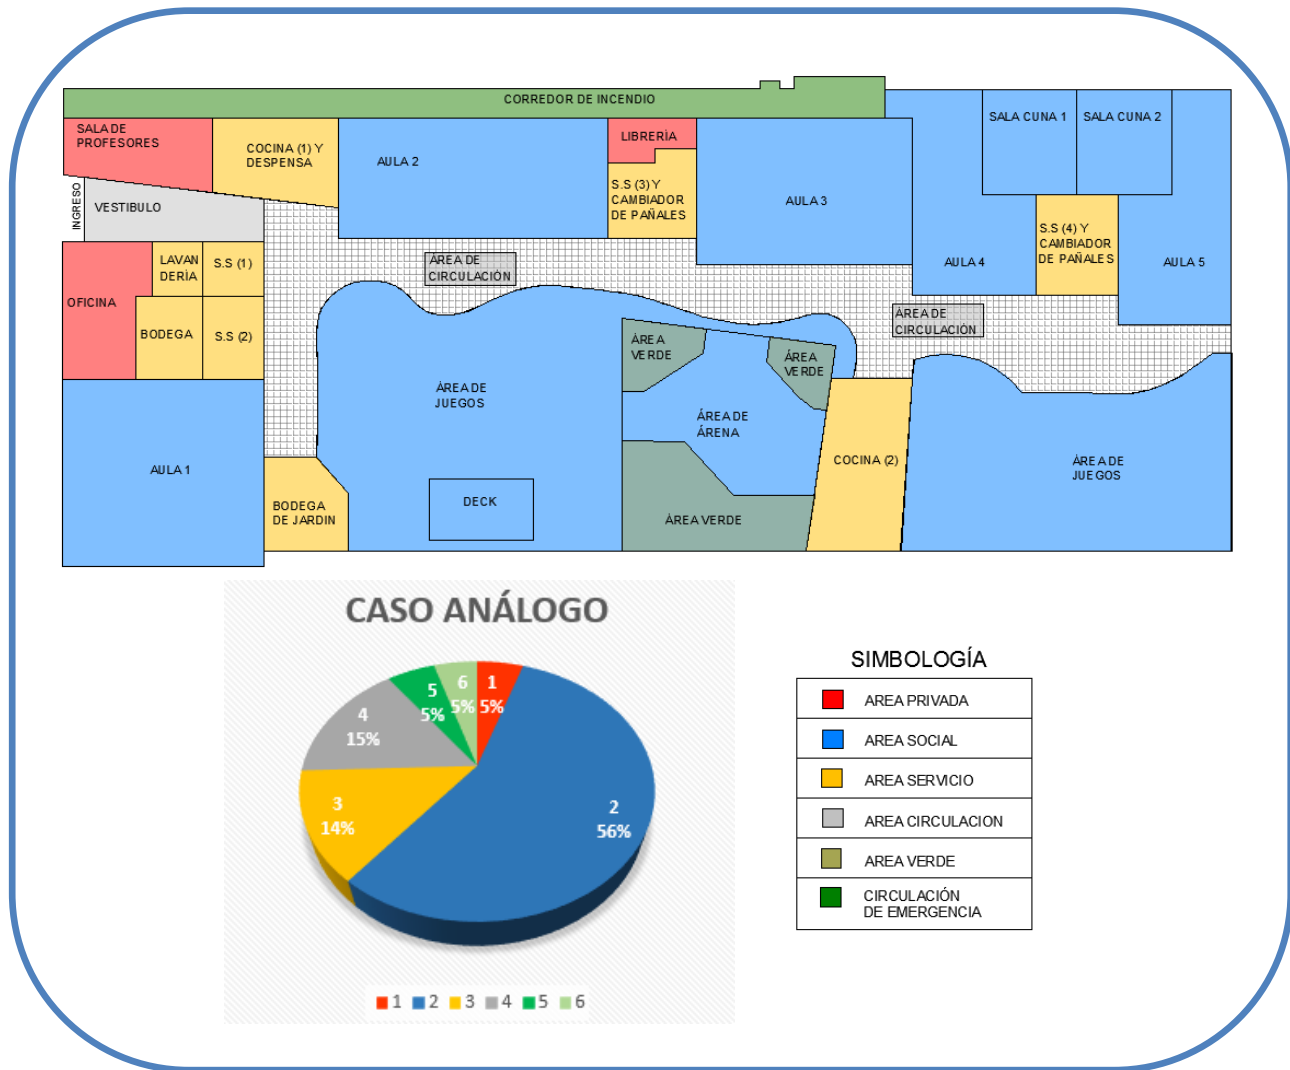 CORREDOR DE INCENDIO
SALA DE
PROFESORES
COCINA (1) Y
DESPENSA
AULA 2
LIBRERÍA
S.S (3) Y
CAMBIADOR
DE PAÑALES
AULA 3
SALA CUNA 1
SALA CUNA 2
S.S (4) Y
CAMBIADOR
DE PAÑALES
AULA 4
AULA 5
INGRESO
VESTIBULO
LAVAN
DERÍA
S.S (1)
OFICINA
BODEGA
S.S (2)
ÁREA DE
CIRCULACIÓN
ÁREA DE
CIRCULACIÓN
ÁREA
VERDE
ÁREA
VERDE
ÁREA DE
JUEGOS
ÁREA DE
ÁRENA
AULA 1
COCINA (2)
ÁREA DE
JUEGOS
BODEGA
DE JARDIN
DECK
ÁREA VERDE
CASO ANÁLOGO
1
5%
2
56%
3
14%
4
15%
5
5%
6
5%
1 2 3 4 5 6
SIMBOLOGÍA
AREA PRIVADA
AREA SOCIAL
AREA SERVICIO
AREA CIRCULACION
AREA VERDE
CIRCULACIÓN
DE EMERGENCIA